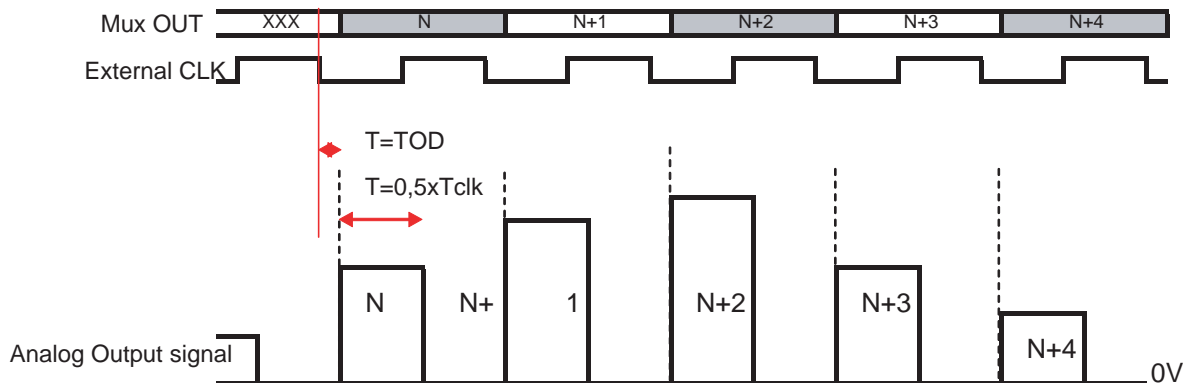 Mux OUT XXX N N+1 N+2 N+3 N+4
External CLK
T=TOD
T=0,5xTclk
N N+ 1 N+2 N+3
N+4
Analog Output signal
0V